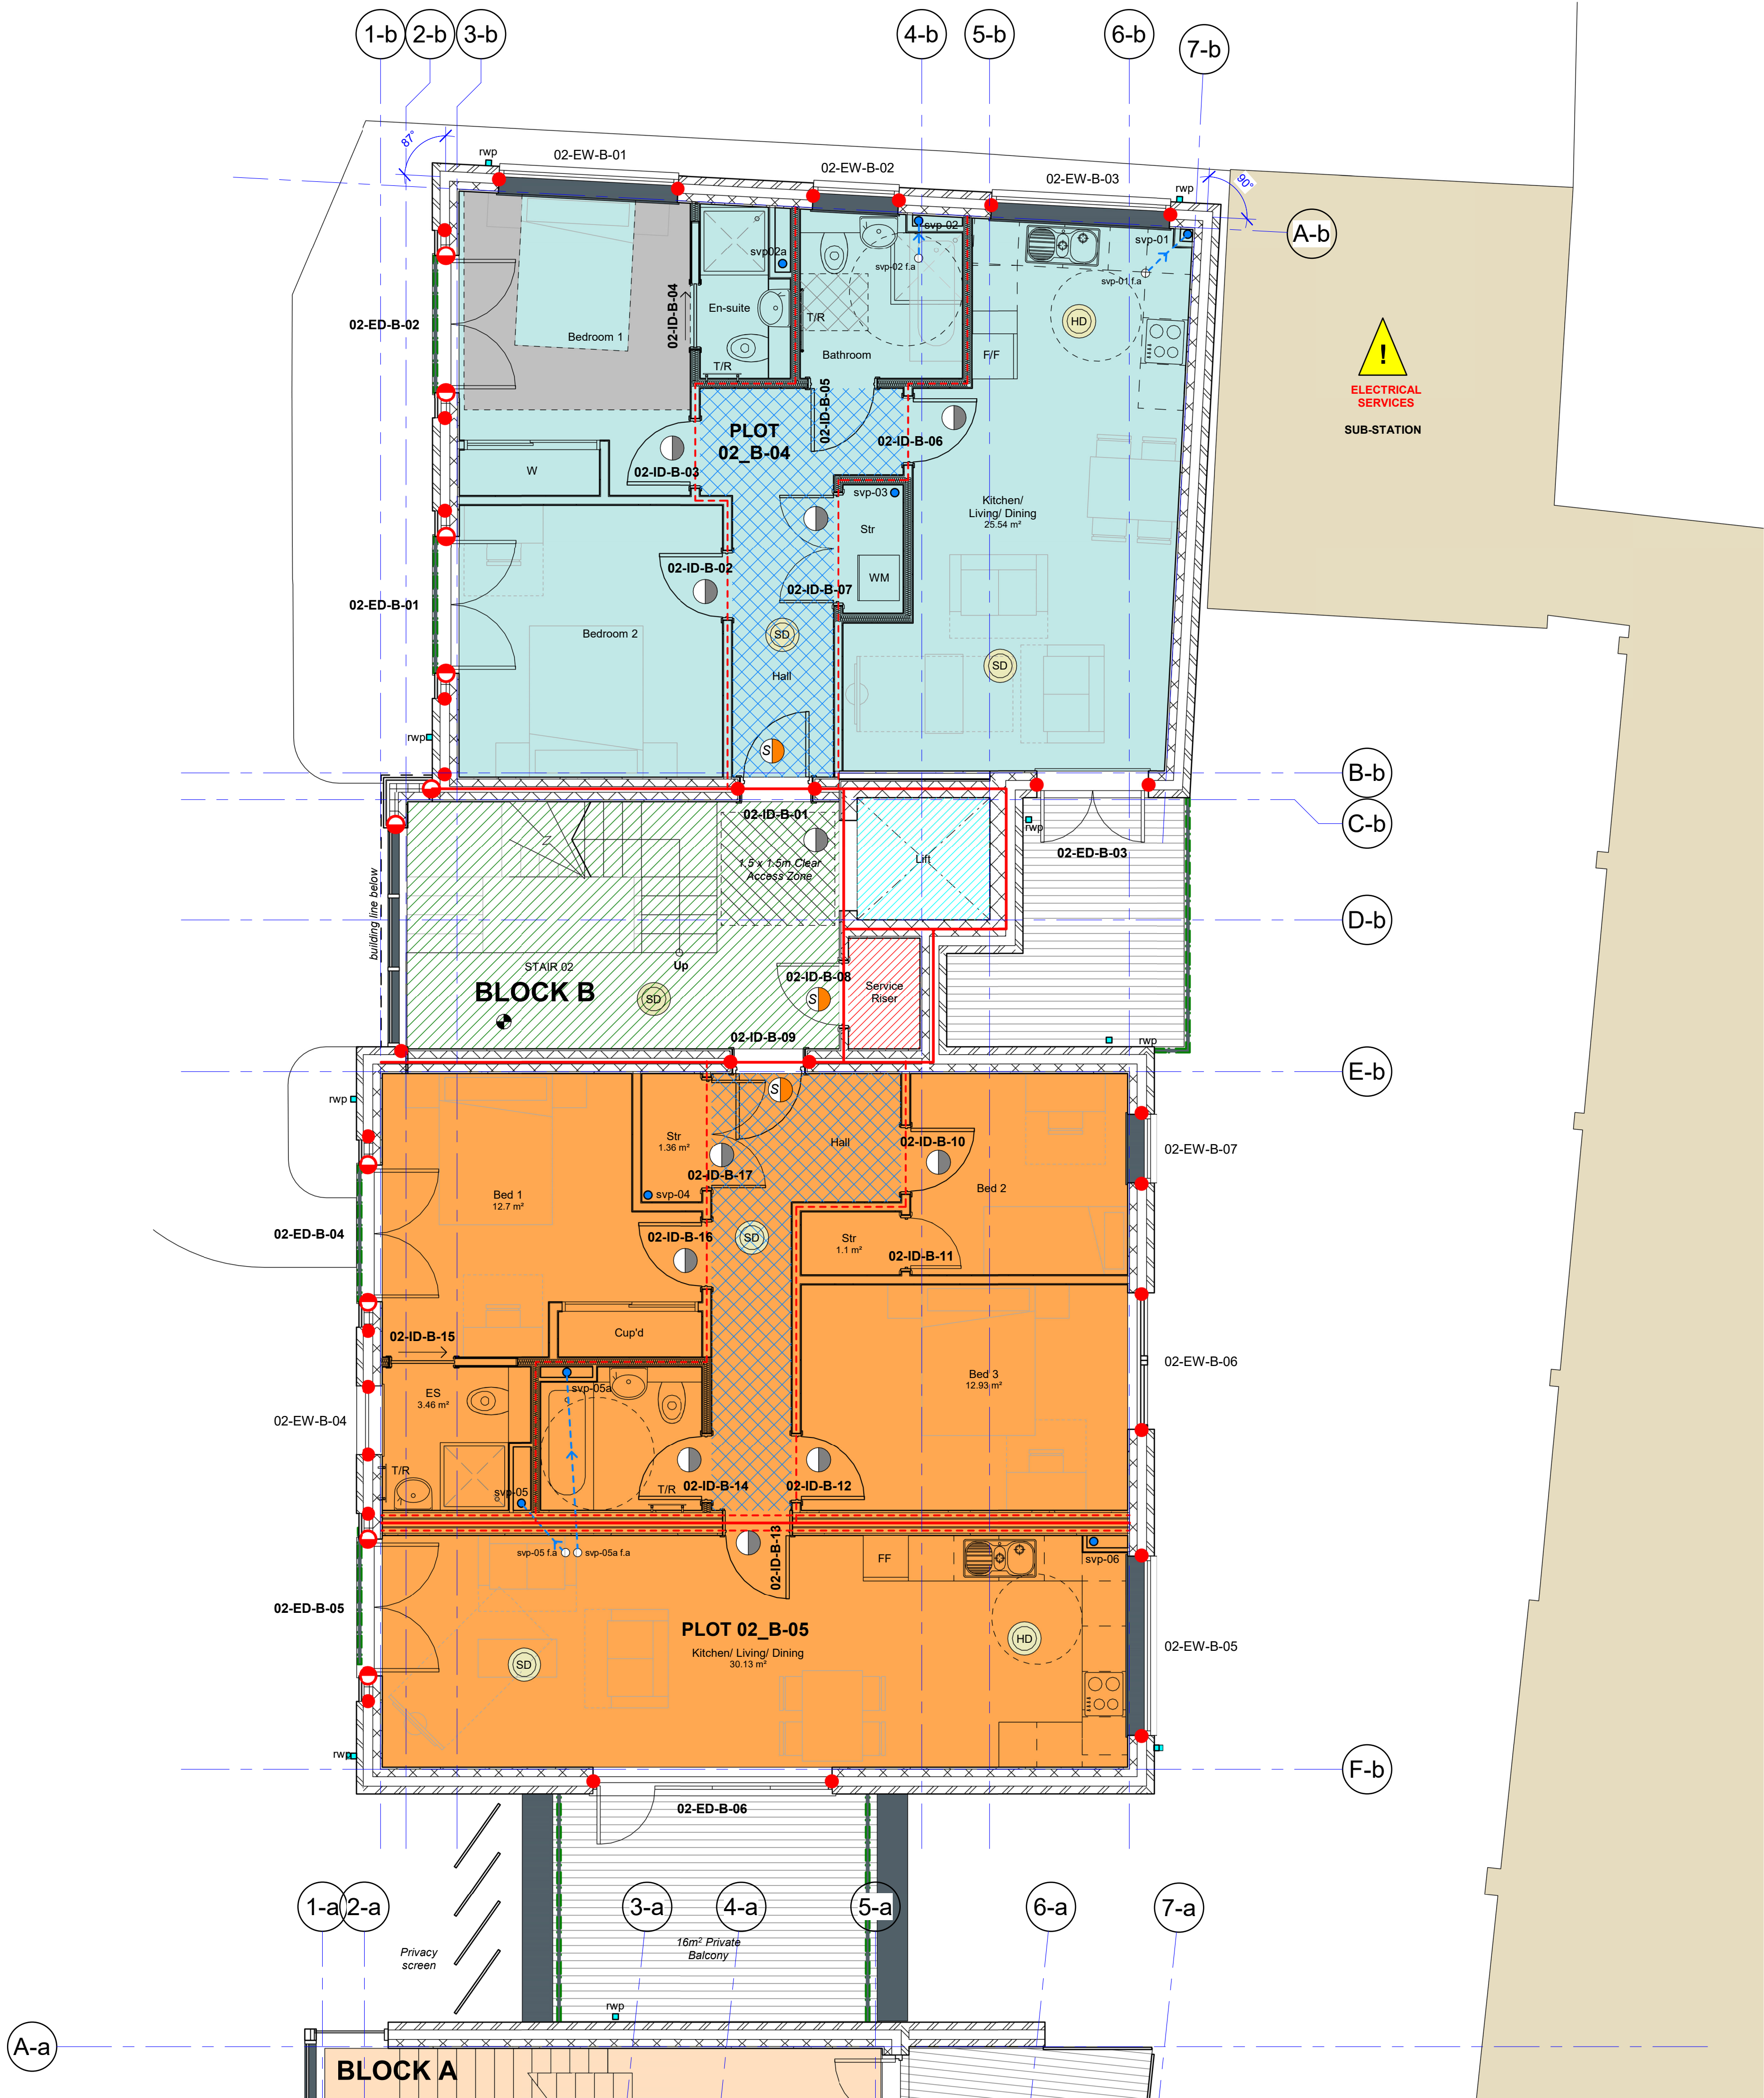 1-b
2-b
3-b
4-b
5-b
6-b
7-b
87°
rwp
02-EW-B-01
02-EW-B-02
02-EW-B-03
rwp
90°
A-b
svp-02
svp-01
svp02a
svp-02 f.a
svp-01 f.a
02-ED-B-02
Bedroom 1
02-ID-B-04
En-suite
T/R
HD
T/R
Bathroom
F/F
!
ELECTRICAL
SERVICES
SUB-STATION
02-ID-B-05
PLOT
02_B-04
02-ID-B-06
W
02-ID-B-03
svp-03
Kitchen/
Living/ Dining
25.54 m²
Str
02-ID-B-02
WM
02-ID-B-07
02-ED-B-01
Bedroom 2
SD
Hall
SD
rwp
S
B-b
02-ID-B-01
C-b
rwp
02-ED-B-03
1.5 x 1.5m Clear
Access Zone
Lift
building line below
D-b
STAIR 02
Up
02-ID-B-08
BLOCK B
SD
S
Service
Riser
02-ID-B-09
rwp
E-b
rwp
S
Str
1.36 m²
Hall
02-ID-B-10
02-EW-B-07
02-ID-B-17
Bed 1
12.7 m²
svp-04
Bed 2
02-ED-B-04
02-ID-B-16
SD
Str
1.1 m²
02-ID-B-11
02-ID-B-15
Cup'd
02-EW-B-06
ES
3.46 m²
svp-05a
Bed 3
12.93 m²
02-EW-B-04
T/R
svp-05
T/R
02-ID-B-14
02-ID-B-12
02-ID-B-13
svp-05 f.a
svp-05a f.a
FF
svp-06
02-ED-B-05
PLOT 02_B-05
Kitchen/ Living/ Dining
30.13 m²
HD
02-EW-B-05
SD
rwp
F-b
02-ED-B-06
1-a
2-a
3-a
4-a
5-a
6-a
7-a
Privacy
screen
16m² Private
Balcony
rwp
A-a
BLOCK A